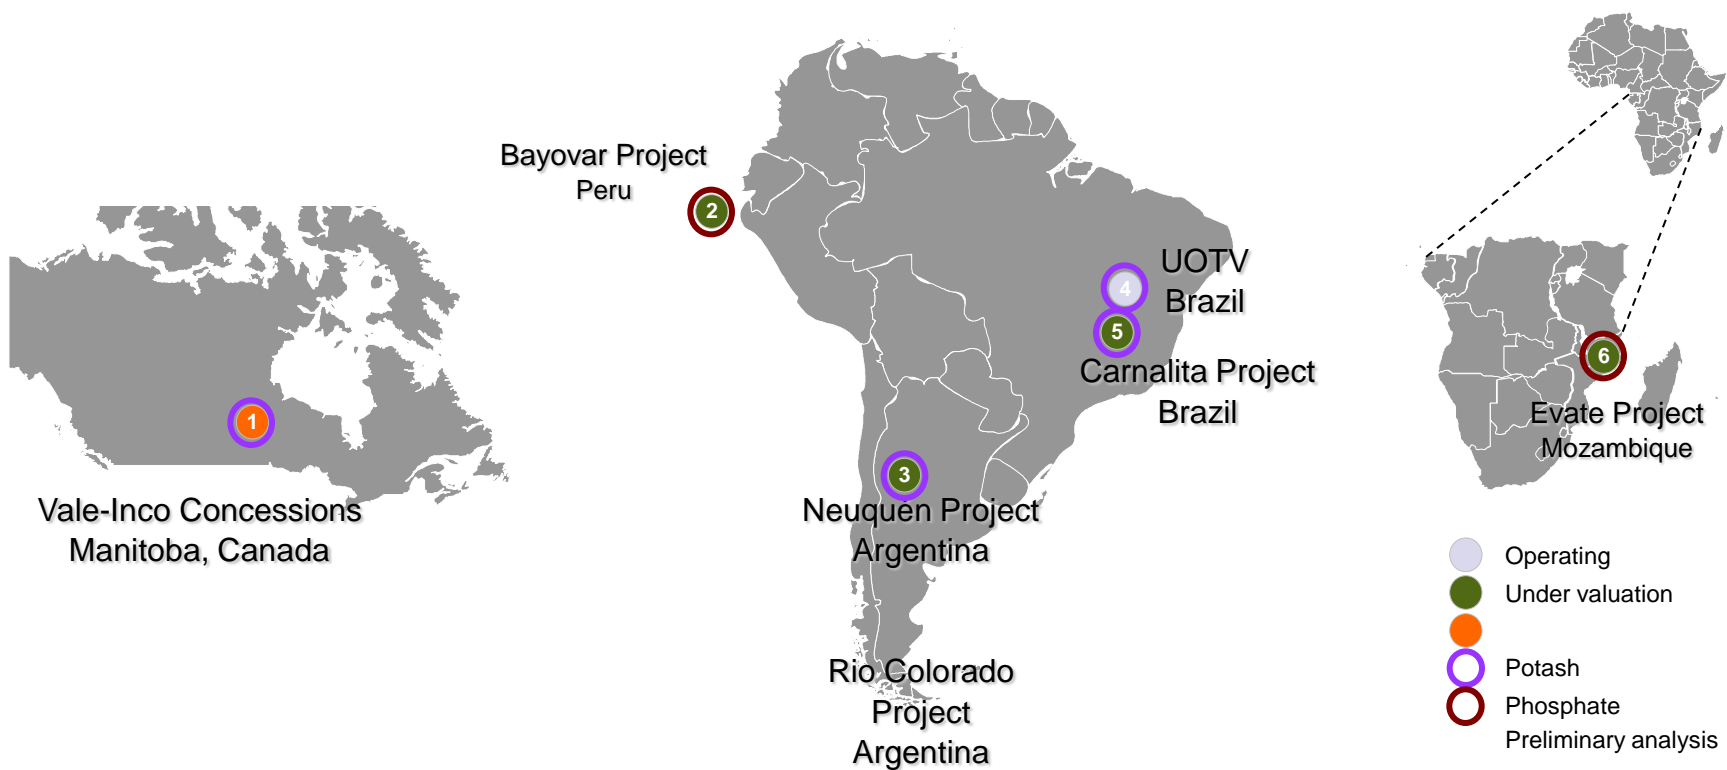 Bayovar Project
Peru
2
1
Vale-Inco Concessions
Manitoba, Canada
4
UOTV
Brazil
5
Carnalita Project
Brazil
3
Neuquén Project
Argentina
Rio Colorado
Project
Argentina
6
Evate Project
Mozambique
Operating
Under valuation
Potash
Phosphate
Preliminary analysis